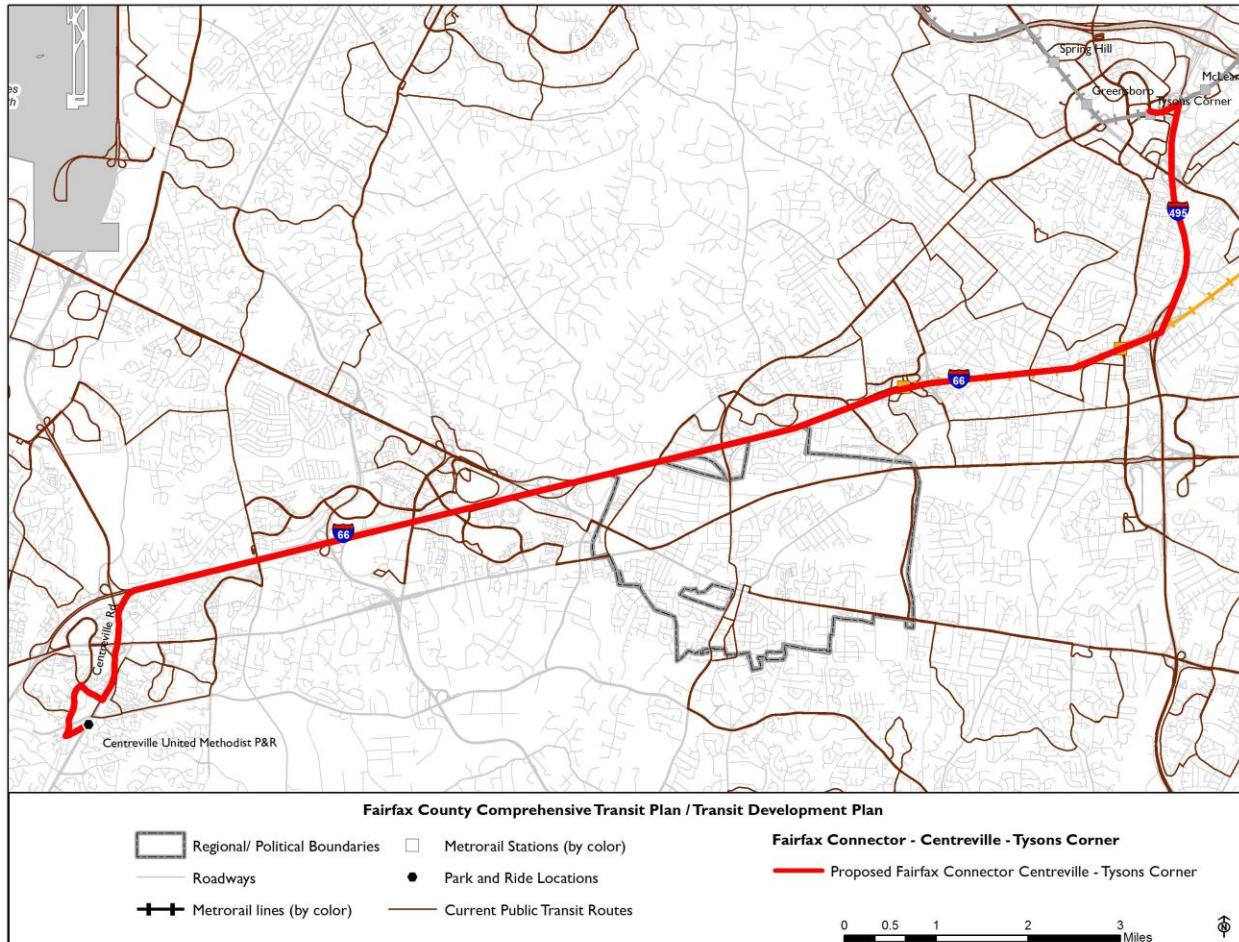 es
th
Spring Hill
McLean
Greensboro
Tysons Corner
495
66
66
Centreville Rd
Centreville United Methodist P&R
Fairfax County Comprehensive Transit Plan / Transit Development Plan
Regional/ Political Boundaries
Metrorail Stations (by color)
Fairfax Connector - Centreville - Tysons Corner
Roadways
Park and Ride Locations
Proposed Fairfax Connector Centreville - Tysons Corner
Metrorail lines (by color)
Current Public Transit Routes
0 0.5 1 2 3
Miles
N